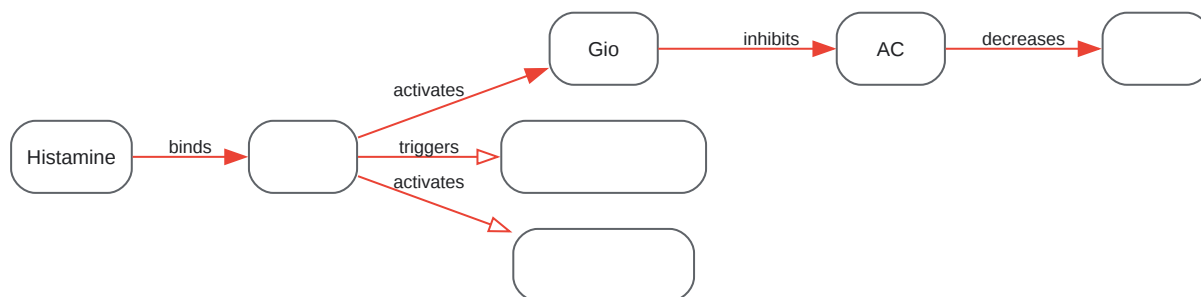 Gio
inhibits
AC
decreases
activates
Histamine
binds
triggers
activates